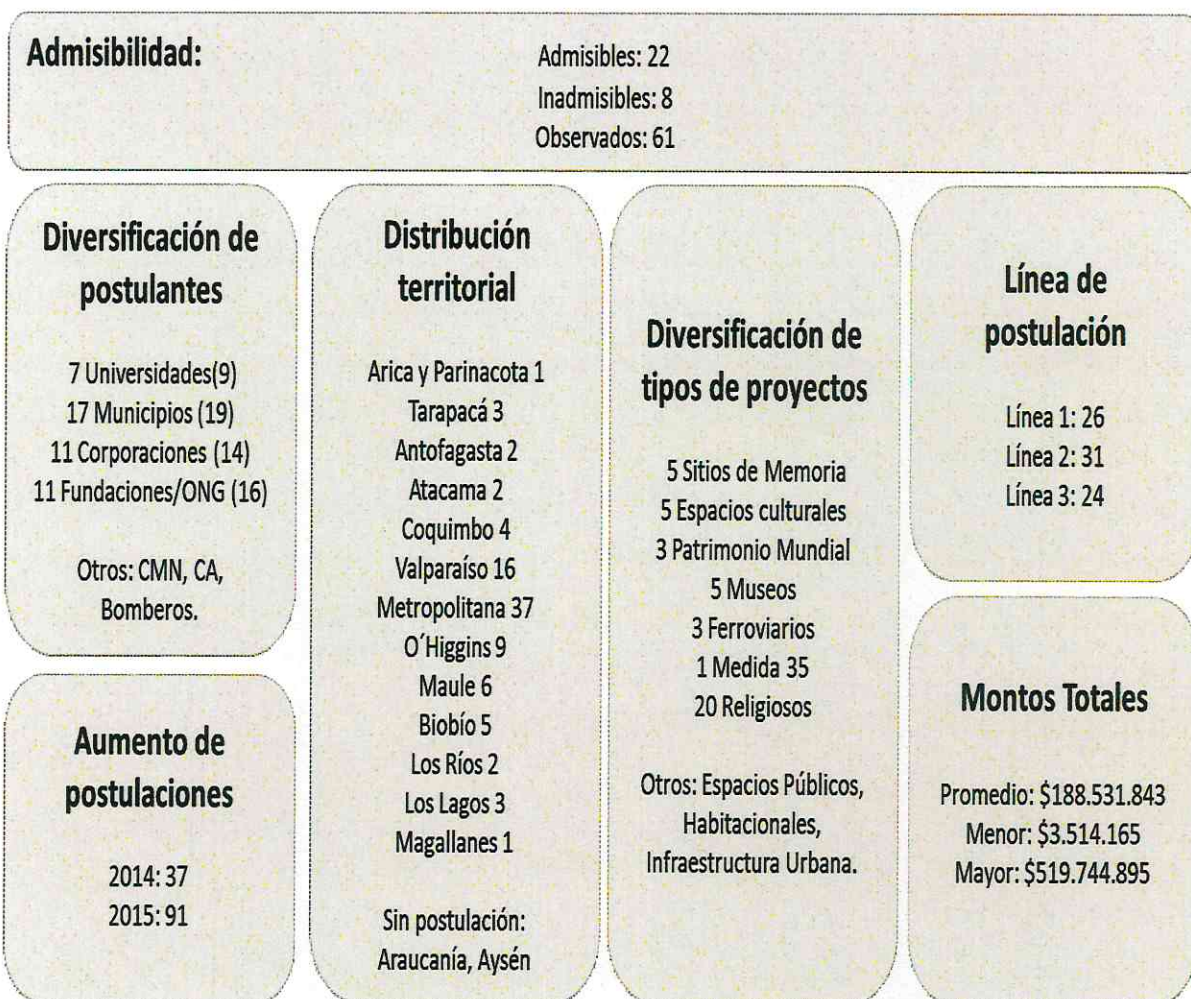 Admisibilidad:
Admisibles: 22
Inadmisibles: 8
Observados: 61
Diversificación de
postulantes
7 Universidades(9)
17 Municipios (19)
11 Corporaciones (14)
11 Fundaciones/ONG (16)
Otros: CMN, CA,
Bomberos.
Aumento de
postulaciones
2014: 37
2015: 91
Distribución
territorial
Arica y Parinacota 1
Tarapacá 3
Antofagasta 2
Atacama 2
Coquimbo 4
Valparaíso 16
Metropolitana 37
O´Higgins 9
Maule 6
Biobío 5
Los Ríos 2
Los Lagos 3
Magallanes 1
Sin postulación:
Araucanía, Aysén
Diversificación de
tipos de proyectos
5 Sitios de Memoria
5 Espacios culturales
3 Patrimonio Mundial
5 Museos
3 Ferroviarios
1 Medida 35
20 Religiosos
Otros: Espacios Públicos,
Habitacionales,
Infraestructura Urbana.
Línea de
postulación
Línea 1: 26
Línea 2: 31
Línea 3: 24
Montos Totales
Promedio: $188.531.843
Menor: $3.514.165
Mayor: $519.744.895